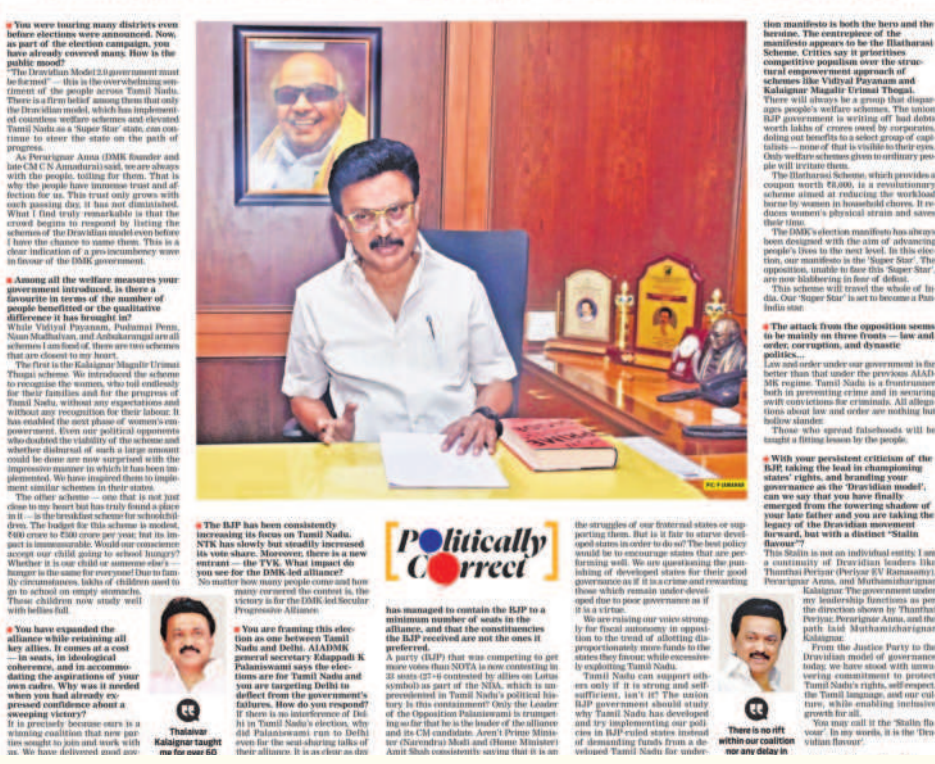 ■ You were touring many districts even
before elections were announced. Now,
as part of the election campaign, you
have already covered many. How is the
public mood?
"The Dravidian Model 2.0 government must
be formed" — this is the overwhelming sen-
timent of the people across Tamil Nadu.
There is a firm belief among them that only
the Dravidian model, which has implement-
ed countless welfare schemes and elevated
Tamil Nadu as a 'Super Star' state, can con-
tinue to steer the state on the path of
progress.
As Perarignar Anna (DMK founder and
late CM C N Annadurai) said, we are always
with the people, toiling for them. That is
why the people have immense trust and af-
fection for us. This trust only grows with
each passing day, it has not diminished.
What I find truly remarkable is that the
crowd begins to respond by listing the
schemes of the Dravidian model even before
I have the chance to name them. This is a
clear indication of a pro-incumbency wave
in favour of the DMK government.
■ Among all the welfare measures your
government introduced, is there a
favourite in terms of the number of
people benefitted or the qualitative
difference it has brought in?
While Vidiyal Payanam, Pudumai Penn,
Naan Mudhalvan, and Anbukarangal are all
schemes I am fond of, there are two schemes
that are closest to my heart.
The first is the Kalaignar Magalir Urimai
Thogai scheme. We introduced the scheme
to recognise the women, who toil endlessly
for their families and for the progress of
Tamil Nadu, without any expectations and
without any recognition for their labour. It
has enabled the next phase of women's em-
powerment. Even our political opponents
who doubted the viability of the scheme and
whether disbursal of such a large amount
could be done are now surprised with the
impressive manner in which it has been im-
plemented. We have inspired them to imple-
ment similar schemes in their states.
The other scheme — one that is not just
close to my heart but has truly found a place
in it — is the breakfast scheme for schoolchil-
dren. The budget for this scheme is modest,
₹400 crore to ₹500 crore per year, but its im-
pact is immeasurable. Would our conscience
accept our child going to school hungry?
Whether it is our child or someone else's —
hunger is the same for everyone! Due to fam-
ily circumstances, lakhs of children used to
go to school on empty stomachs.
These children now study well
with bellies full.
■ You have expanded the
alliance while retaining all
key allies. It comes at a cost
— in seats, in ideological
coherence, and in accommo-
dating the aspirations of your
own cadre. Why was it needed
when you had already ex-
pressed confidence about a
sweeping victory?
It is precisely because ours is a
winning coalition that new par-
ties sought to join and work with
us. We have delivered good gov-
Thalaivar
Kalaignar taught
me for over 60
PIC: P JAWAHAR
PRIME
■ The BJP has been consistently
increasing its focus on Tamil Nadu.
NTK has slowly but steadily increased
its vote share. Moreover, there is a new
entrant — the TVK. What impact do
you see for the DMK-led alliance?
No matter how many people come and how
many cornered the contest is, the
victory is for the DMK-led Secular
Progressive Alliance.
■ You are framing this elec-
tion as one between Tamil
Nadu and Delhi. AIADMK
general secretary Edappadi K
Palaniswami says the elec-
tions are for Tamil Nadu and
you are targeting Delhi to
deflect from the government's
failures. How do you respond?
If there is no interference of Del-
hi in Tamil Nadu's election, why
did Palaniswami run to Delhi
even for the seat-sharing talks of
their alliance. It is as clear as day
Politically
Correct
has managed to contain the BJP to a
minimum number of seats in the
alliance, and that the constituencies
the BJP received are not the ones it
preferred.
A party (BJP) that was competing to get
more votes than NOTA is now contesting in
33 seats (27+6 contested by allies on Lotus
symbol) as part of the NDA, which is un-
precedented in Tamil Nadu's political his-
tory. Is this containment? Only the Leader
of the Opposition Palaniswami is trumpet-
ing so far that he is the leader of the alliance
and its CM candidate. Aren't Prime Minis-
ter (Narendra) Modi and (Home Minister)
Amit Shah consistently saying that it is an
the struggles of our fraternal states or sup-
porting them. But is it fair to starve devel-
oped states in order to do so? The best policy
would be to encourage states that are per-
forming well. We are questioning the pun-
ishing of developed states for their good
governance as if it is a crime and rewarding
those which remain under-devel-
oped due to poor governance as if
it is a virtue.
We are raising our voice strong-
ly for fiscal autonomy in opposi-
tion to the trend of allotting dis-
proportionately more funds to the
states they favour, while excessive-
ly exploiting Tamil Nadu.
Tamil Nadu can support oth-
ers only if it is strong and self-
sufficient, isn't it? The union
BJP government should study
why Tamil Nadu has developed
and try implementing our poli-
cies in BJP-ruled states instead
of demanding funds from a de-
veloped Tamil Nadu for under-
There is no rift
within our coalition
nor any delay in
tion manifesto is both the hero and the
heroine. The centrepiece of the
manifesto appears to be the Illatharasi
Scheme. Critics say it prioritises
competitive populism over the struc-
tural empowerment approach of
schemes like Vidiyal Payanam and
Kalaignar Magalir Urimai Thogai.
There will always be a group that dispar-
ages people's welfare schemes. The union
BJP government is writing off bad debts
worth lakhs of crores owed by corporates,
doling out benefits to a select group of capi-
talists — none of that is visible to their eyes.
Only welfare schemes given to ordinary peo-
ple will irritate them.
The Illatharasi Scheme, which provides a
coupon worth ₹8,000, is a revolutionary
scheme aimed at reducing the workload
borne by women in household chores. It re-
duces women's physical strain and saves
their time.
The DMK's election manifesto has always
been designed with the aim of advancing
people's lives to the next level. In this elec-
tion, our manifesto is the 'Super Star'. The
opposition, unable to face this 'Super Star',
are now blabbering in fear of defeat.
This scheme will travel the whole of In-
dia. Our 'Super Star' is set to become a Pan-
India star.
■ The attack from the opposition seems
to be mainly on three fronts — law and
order, corruption, and dynastic
politics...
Law and order under our government is far
better than that under the previous AIAD-
MK regime. Tamil Nadu is a frontrunner
both in preventing crime and in securing
swift convictions for criminals. All allega-
tions about law and order are nothing but
hollow slander.
Those who spread falsehoods will be
taught a fitting lesson by the people.
■ With your persistent criticism of the
BJP, taking the lead in championing
states' rights, and branding your
governance as the 'Dravidian model',
can we say that you have finally
emerged from the towering shadow of
your late father and you are taking the
legacy of the Dravidian movement
forward, but with a distinct "Stalin
flavour"?
This Stalin is not an individual entity. I am
a continuity of Dravidian leaders like
Thanthai Periyar (Periyar EV Ramasamy),
Perarignar Anna, and Muthamizharignar
Kalaignar. The government under
my leadership functions as per
the direction shown by Thanthai
Periyar, Perarignar Anna, and the
path laid Muthamizharignar
Kalaignar.
From the Justice Party to the
Dravidian model of governance
today, we have stood with unwa-
vering commitment to protect
Tamil Nadu's rights, self-respect,
the Tamil language, and our cul-
ture, while enabling inclusive
growth for all.
You may call it the 'Stalin fla-
vour'. In my words, it is the 'Dra-
vidian flavour'.